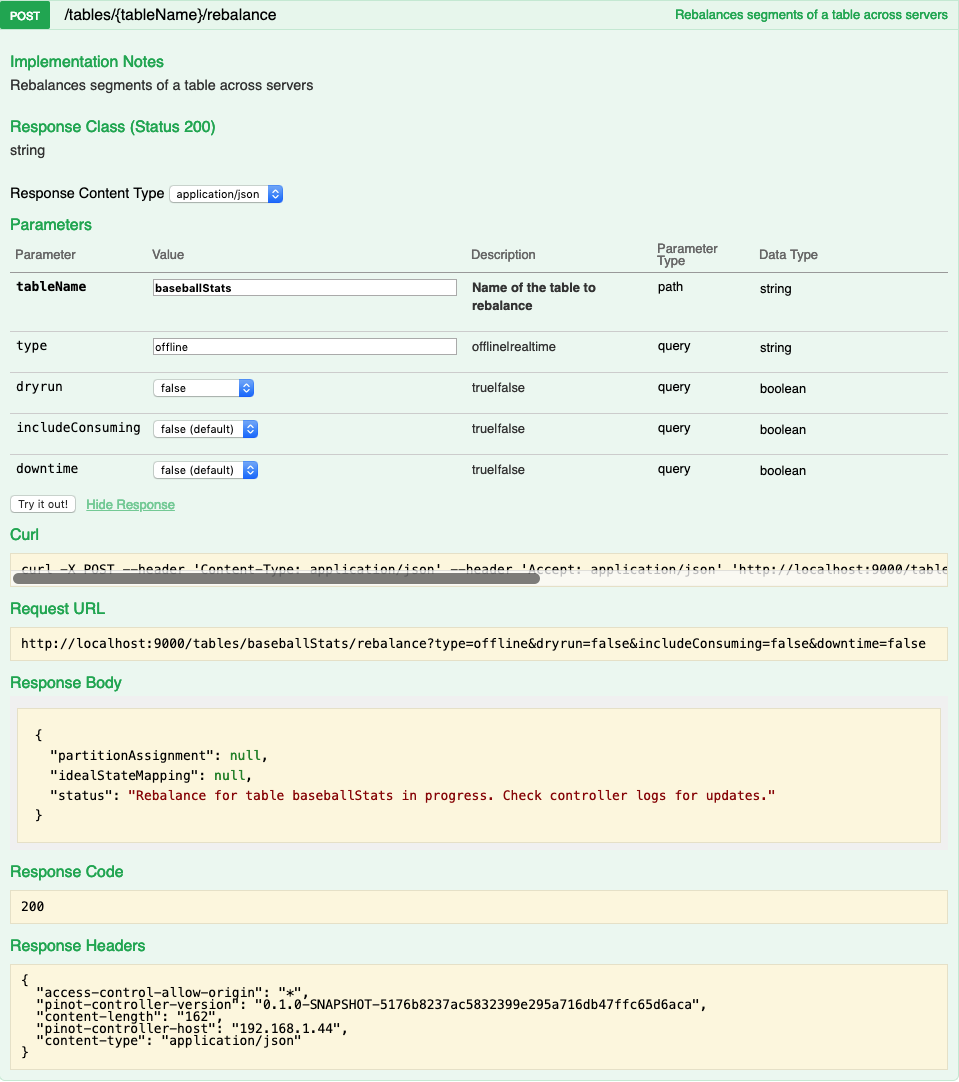 POST /tables/{tableName}/rebalance Rebalances segments of a table across servers
Implementation Notes
Rebalances segments of a table across servers
Response Class (Status 200)
string
Response Content Type application/json
Parameters
Parameter Value Description Parameter Type Data Type
tableName baseballStats Name of the table to rebalance path string
type offline offline|realtime query string
dryrun false true|false query boolean
includeConsuming false (default) true|false query boolean
downtime false (default) true|false query boolean
Try it out! Hide Response
Curl
curl -X POST --header 'Content-Type: application/json' --header 'Accept: application/json' 'http://localhost:9000/table
Request URL
http://localhost:9000/tables/baseballStats/rebalance?type=offline&dryrun=false&includeConsuming=false&downtime=false
Response Body
{
"partitionAssignment": null,
"idealStateMapping": null,
"status": "Rebalance for table baseballStats in progress. Check controller logs for updates."
}
Response Code
200
Response Headers
{
"access-control-allow-origin": "*",
"pinot-controller-version": "0.1.0-SNAPSHOT-5176b8237ac5832399e295a716db47ffc65d6aca",
"content-length": "162",
"pinot-controller-host": "192.168.1.44",
"content-type": "application/json"
}